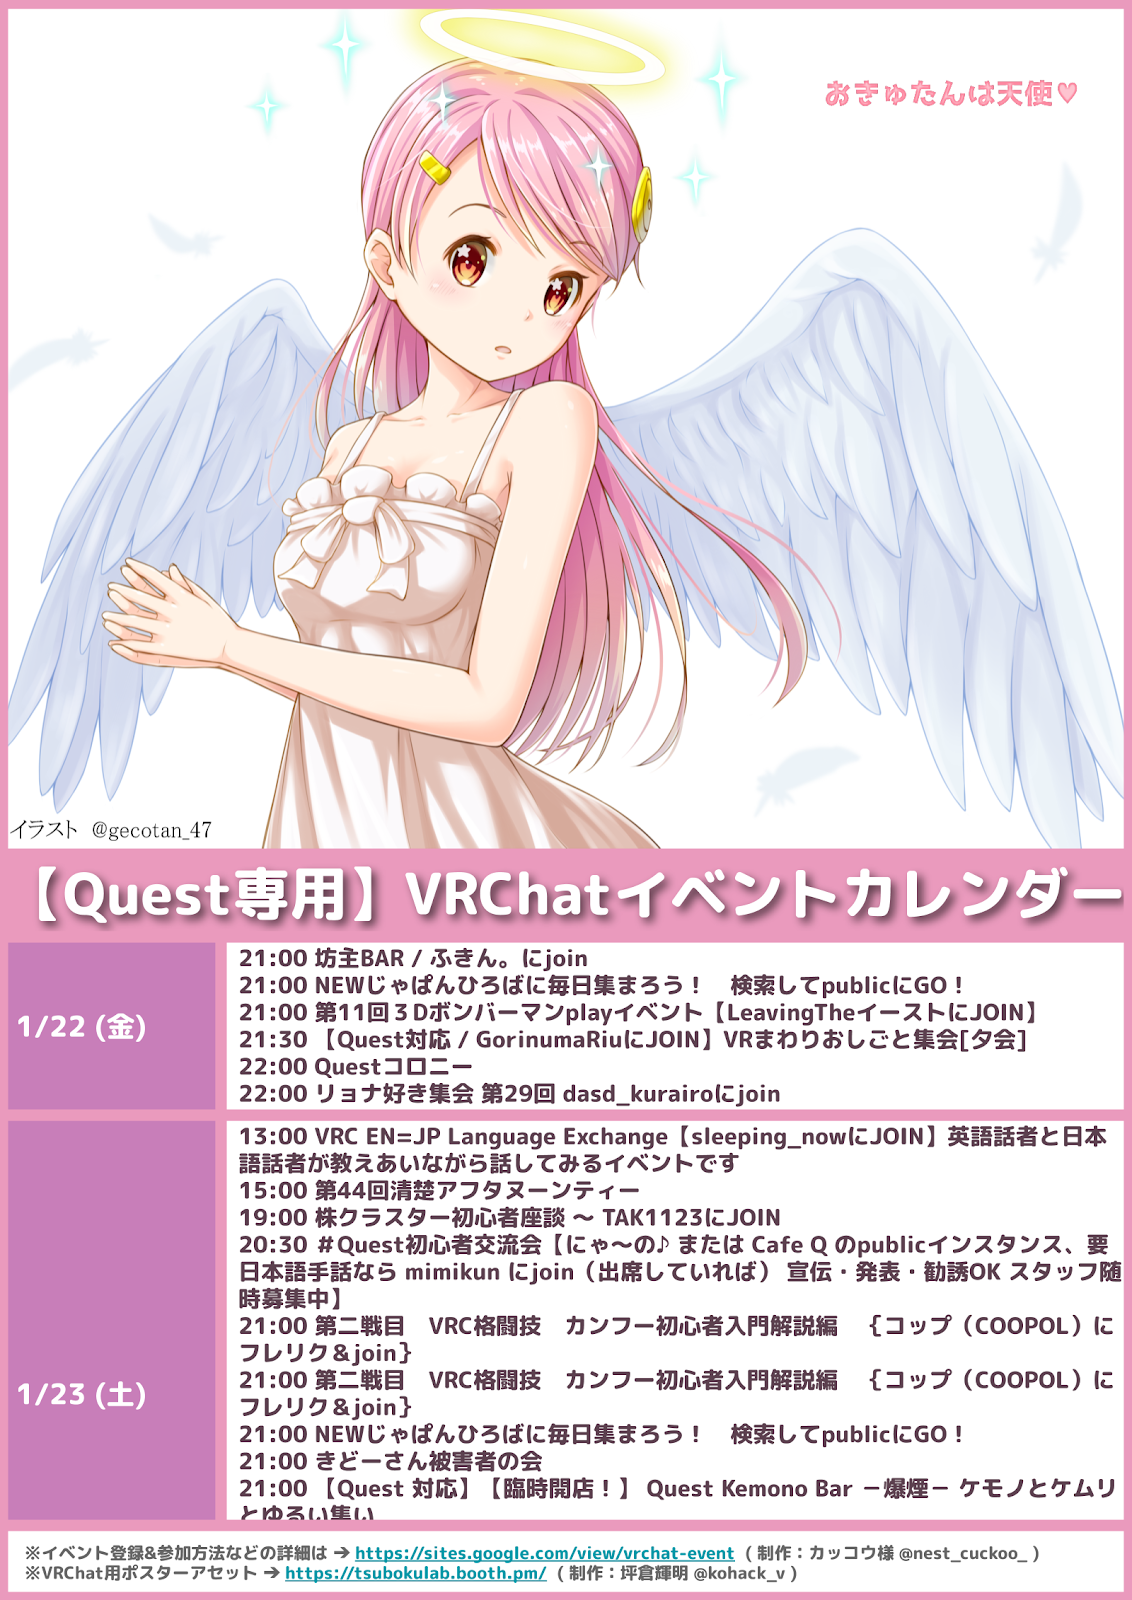 おきゅたんは天使♥
イラスト @gecotan_47
【Quest専用】VRChatイベントカレンダー
1/22 (金)
21:00 坊主BAR / ふきん。にjoin
21:00 NEWじゃぱんひろばに毎日集まろう！　検索してpublicにGO！
21:00 第11回３Dボンバーマンplayイベント【LeavingTheイーストにJOIN】
21:30 【Quest対応 / GorinumaRiuにJOIN】VRまわりおしごと集会[夕会]
22:00 Questコロニー
22:00 リョナ好き集会 第29回 dasd_kurairoにjoin
1/23 (土)
13:00 VRC EN=JP Language Exchange【sleeping_nowにJOIN】英語話者と日本
語話者が教えあいながら話してみるイベントです
15:00 第44回清楚アフタヌーンティー
19:00 株クラスター初心者座談 ～ TAK1123にJOIN
20:30 ＃Quest初心者交流会【にゃ～の♪ または Cafe Q のpublicインスタンス、要
日本語手話なら mimikun にjoin（出席していれば） 宣伝・発表・勧誘OK スタッフ随
時募集中】
21:00 第二戦目　VRC格闘技　カンフー初心者入門解説編　｛コップ（COOPOL）に
フレリク＆join｝
21:00 第二戦目　VRC格闘技　カンフー初心者入門解説編　｛コップ（COOPOL）に
フレリク＆join｝
21:00 NEWじゃぱんひろばに毎日集まろう！　検索してpublicにGO！
21:00 きどーさん被害者の会
21:00 【Quest 対応】【臨時開店！】 Quest Kemono Bar －爆煙－ ケモノとケムリ
とゆるい集い
※イベント登録&参加方法などの詳細は ➔ https://sites.google.com/view/vrchat-event （ 制作：カッコウ様 @nest_cuckoo_ ）
※VRChat用ポスターアセット ➔ https://tsubokulab.booth.pm/ （ 制作：坪倉輝明 @kohack_v ）